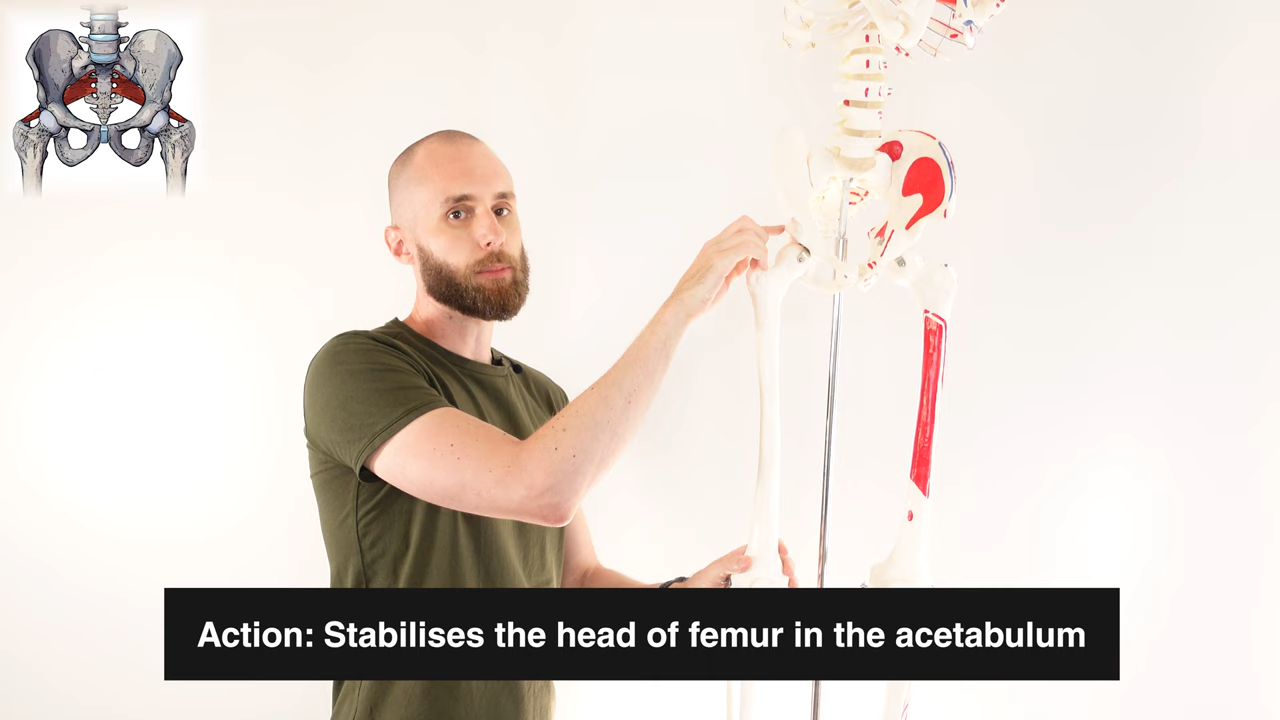 Action: Stabilises the head of femur in the acetabulum